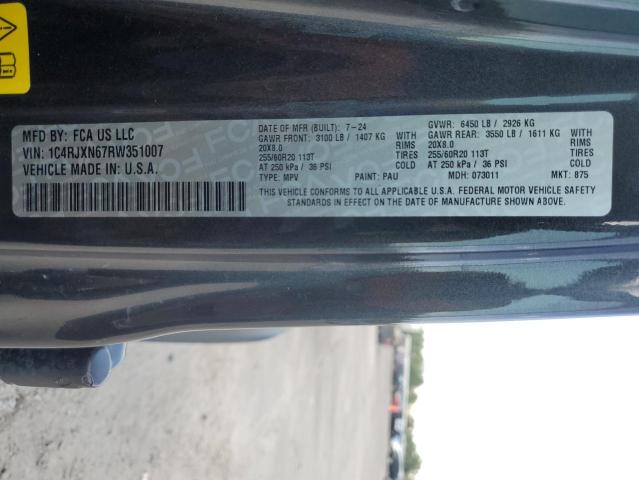 MFD. BY: FCA US LLC
VIN: 1C4RJXN67RW351007
VEHICLE MADE IN: U.S.A.
DATE OF MFR (BUILT): 7-24 GVWR: 6450 LB / 2926 KG
GAWR FRONT: 3100 LB / 1407 KG GAWR REAR: 3550 LB / 1611 KG
20X8.0 RIMS 20X8.0 RIMS
255/60R20 113T TIRES 255/60R20 113T TIRES
AT 250 kPa / 36 PSI COLD AT 250 kPa / 36 PSI COLD
TYPE: MPV PAINT: PAU MDH: 073011 MKT: 875
THIS VEHICLE CONFORMS TO ALL APPLICABLE U.S.A. FEDERAL MOTOR VEHICLE SAFETY
STANDARDS IN EFFECT ON THE DATE OF MANUFACTURE SHOWN ABOVE.